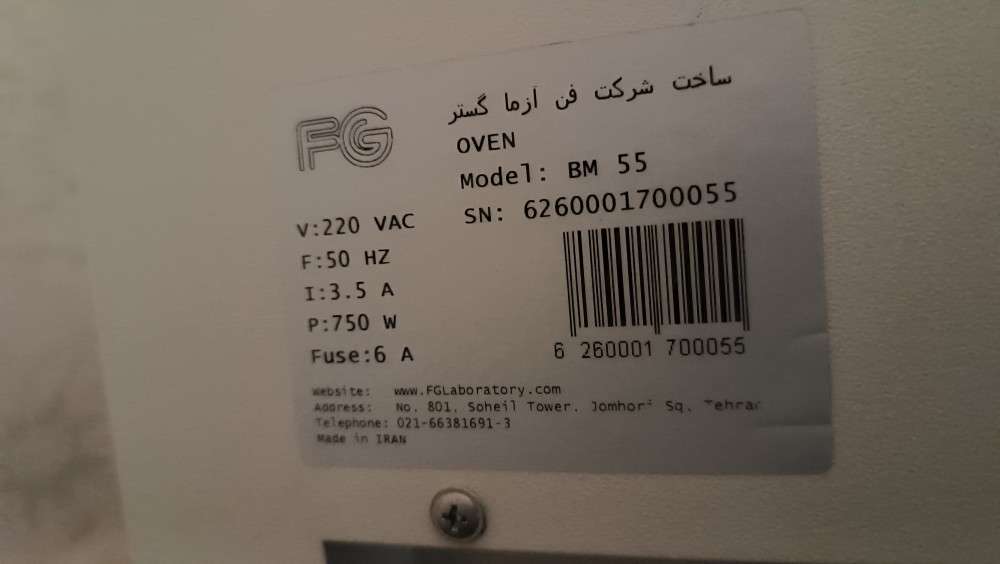 FG
ساخت شرکت فن آزما گستر
OVEN
Model: BM 55
SN: 6260001700055
V:220 VAC
F:50 HZ
I:3.5 A
P:750 W
Fuse:6 A
6 260001 700055
Website: www.FGLaboratory.com
Address: No. 801, Soheil Tower. Jomhori Sq. Tehran
Telephone: 021-66381691-3
Made in IRAN